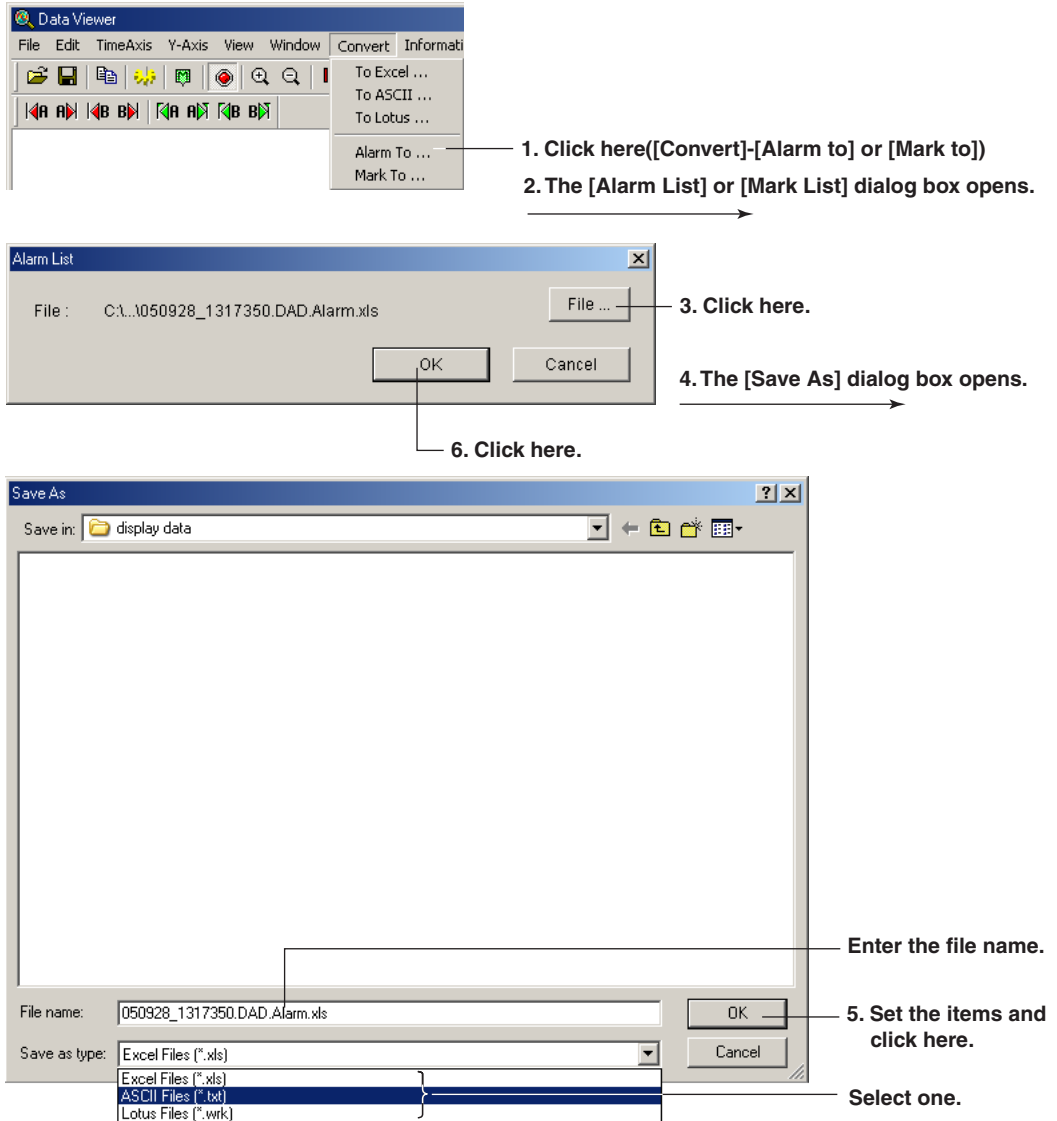 Data Viewer
File Edit TimeAxis Y-Axis View Window Convert Informati
To Excel ...
To ASCII ...
To Lotus ...
A A B B A A B B
Alarm To ...
Mark To ...
1. Click here([Convert]-[Alarm to] or [Mark to])
2. The [Alarm List] or [Mark List] dialog box opens.
Alarm List
File : C:\...\050928_1317350.DAD.Alarm.xls
File ...
3. Click here.
OK
Cancel
4. The [Save As] dialog box opens.
6. Click here.
Save As
Save in: display data
Enter the file name.
File name: 050928_1317350.DAD.Alarm.xls
OK
5. Set the items and
click here.
Save as type: Excel Files (*.xls)
Cancel
Excel Files (*.xls)
ASCII Files (*.txt)
Lotus Files (*.wrk)
Select one.